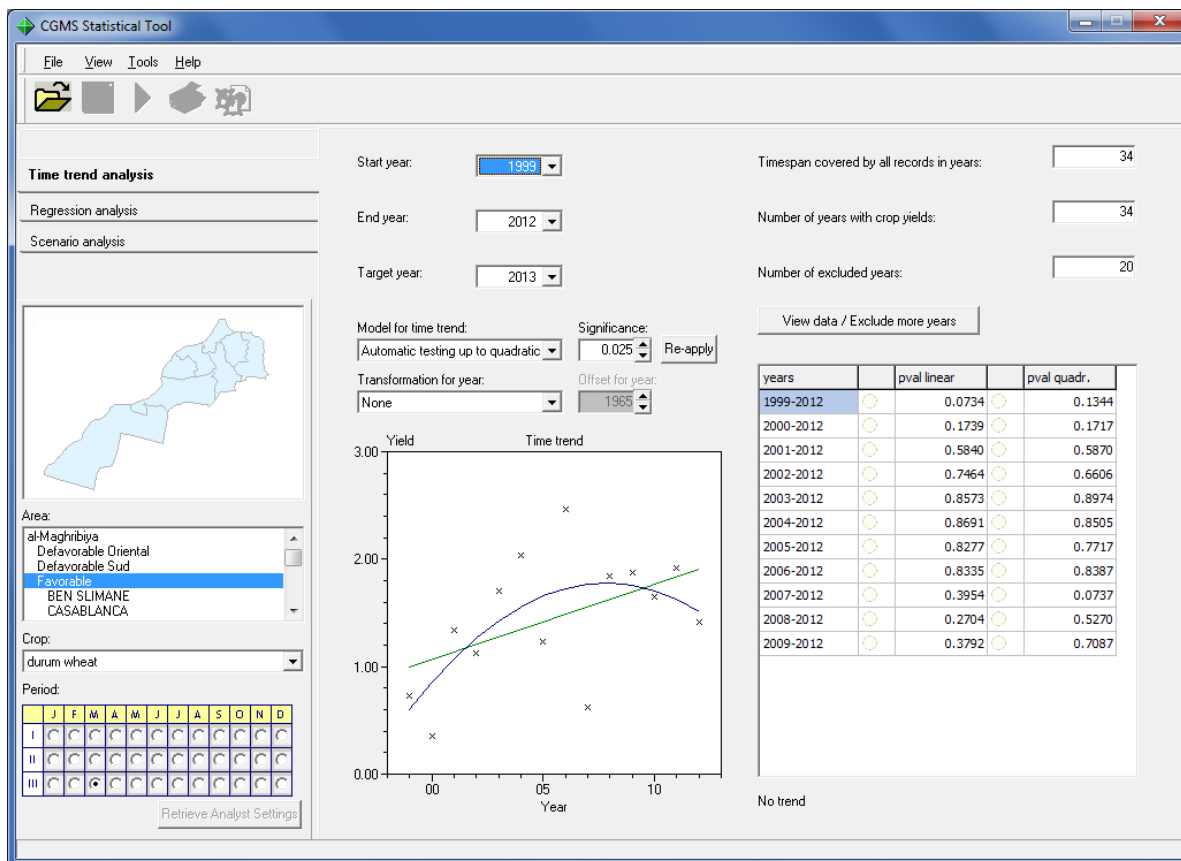 CGMS Statistical Tool
File View Tools Help
Time trend analysis
Regression analysis
Scenario analysis
Area:
al-Maghribiya
Defavorable Oriental
Defavorable Sud
Favorable
BEN SLIMANE
CASABLANCA
Crop:
durum wheat
Period:
J F M A M J J A S O N D
I
II
III
Retrieve Analyst Settings
Start year: 1999
End year: 2012
Target year: 2013
Model for time trend: Significance:
Automatic testing up to quadratic 0.025 Re-apply
Transformation for year: Offset for year:
None 1965
Yield Time trend
3.00
2.00
1.00
0.00
00 05 10
Year
Timespan covered by all records in years: 34
Number of years with crop yields: 34
Number of excluded years: 20
View data / Exclude more years
years pval linear pval quadr.
1999-2012 0.0734 0.1344
2000-2012 0.1739 0.1717
2001-2012 0.5840 0.5870
2002-2012 0.7464 0.6606
2003-2012 0.8573 0.8974
2004-2012 0.8691 0.8505
2005-2012 0.8277 0.7717
2006-2012 0.8335 0.8387
2007-2012 0.3954 0.0737
2008-2012 0.2704 0.5270
2009-2012 0.3792 0.7087
No trend